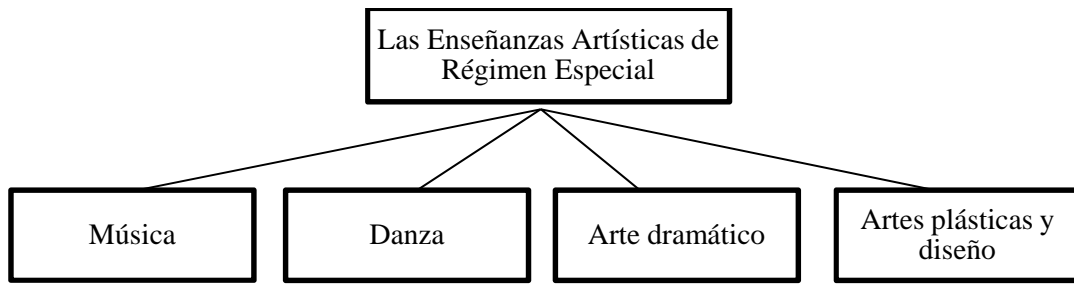 Las Enseñanzas Artísticas de
Régimen Especial
Música
Danza
Arte dramático
Artes plásticas y
diseño